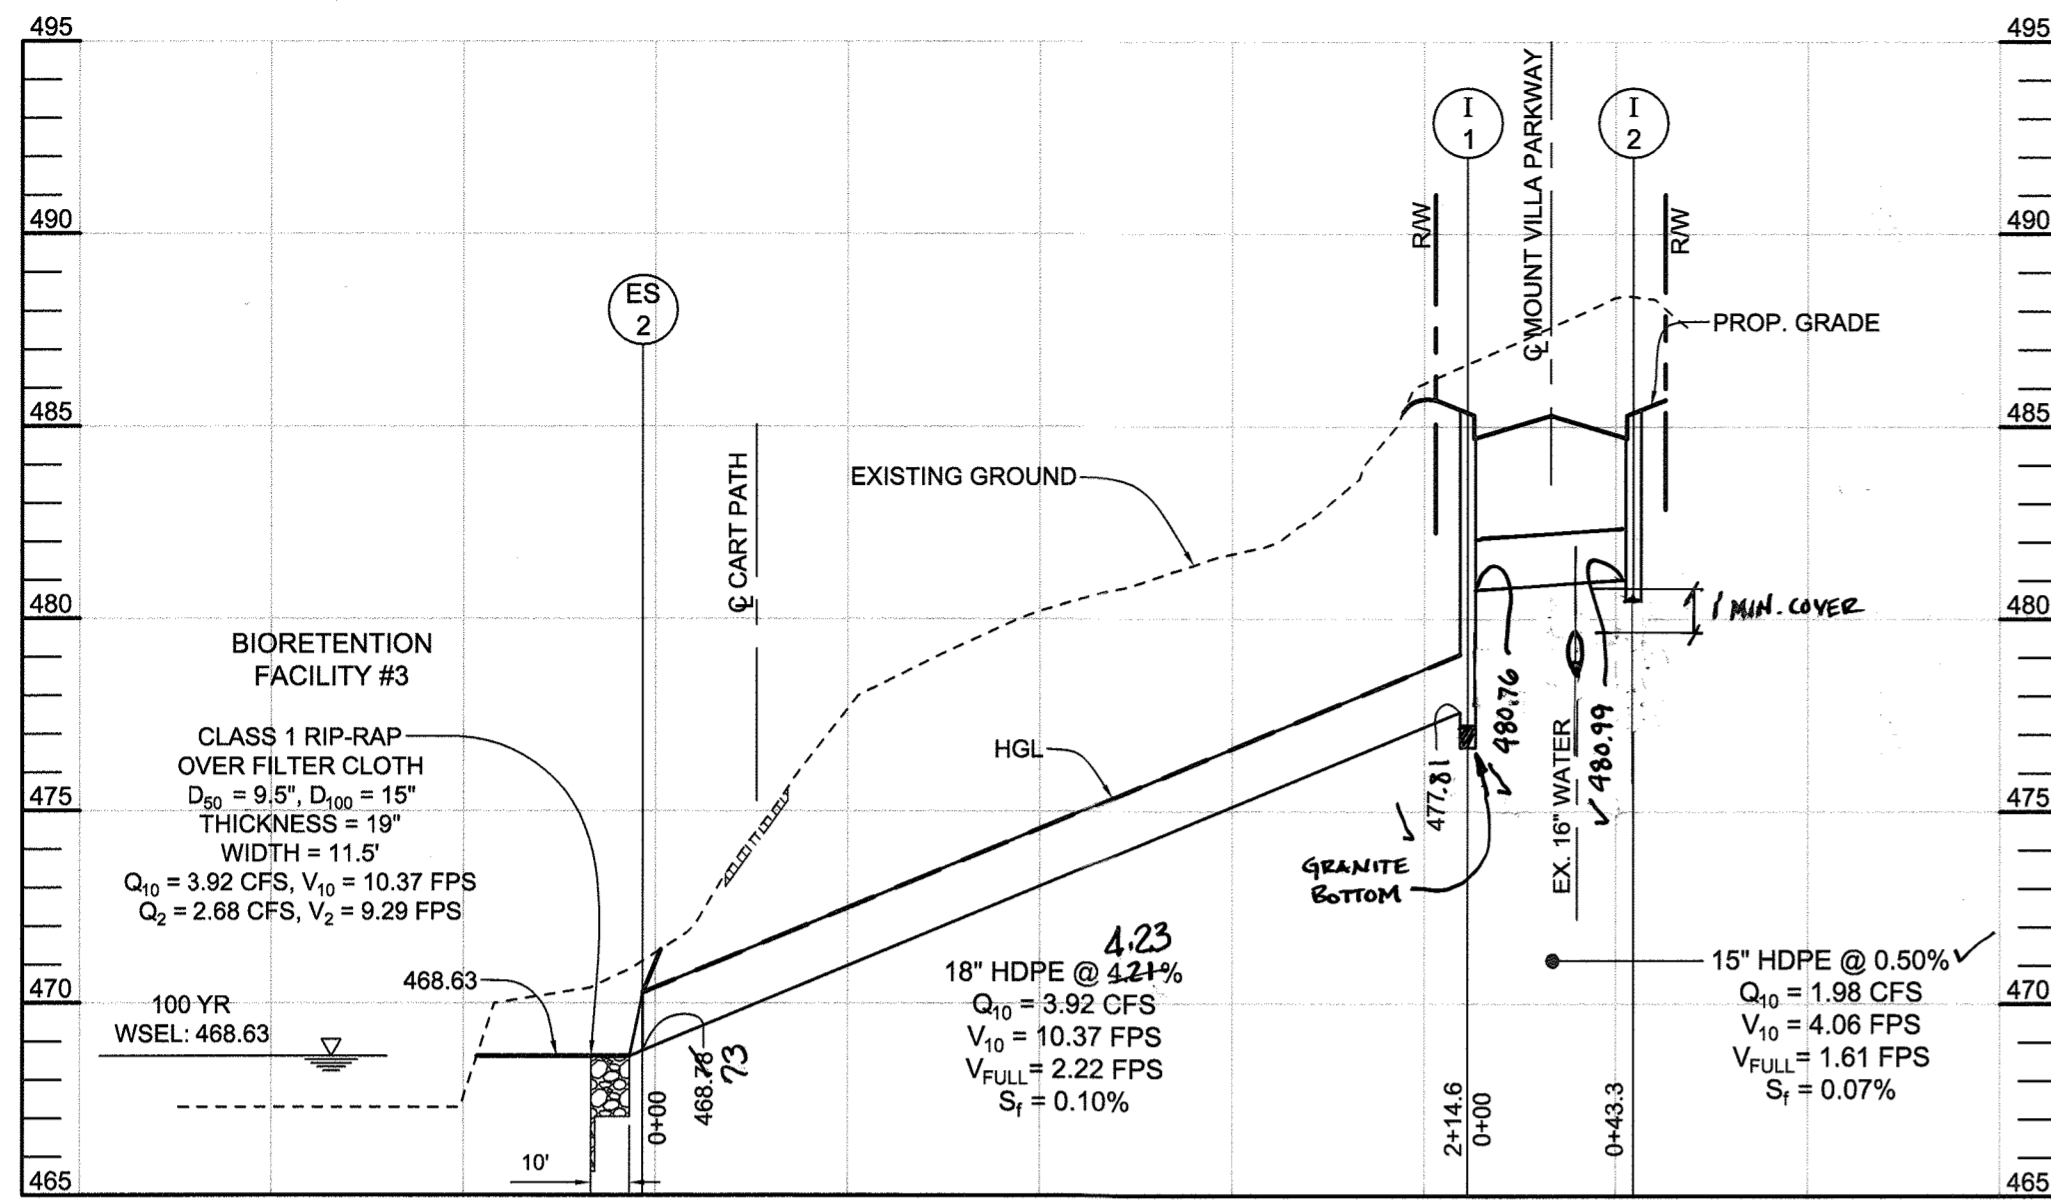 495
490
485
480
475
470
465
BIORETENTION
FACILITY #3
CLASS 1 RIP-RAP
OVER FILTER CLOTH
D50 = 9.5", D100 = 15"
THICKNESS = 19"
WIDTH = 11.5'
Q10 = 3.92 CFS, V10 = 10.37 FPS
Q2 = 2.68 CFS, V2 = 9.29 FPS
100 YR
WSEL: 468.63
468.63
10'
ES
2
0+00
468.78
73
℄ CART PATH
EXISTING GROUND
HGL
4.23
18" HDPE @ 4.21%
Q10 = 3.92 CFS
V10 = 10.37 FPS
VFULL = 2.22 FPS
Sf = 0.10%
I
1
R/W
℄ MOUNT VILLA PARKWAY
I
2
R/W
PROP. GRADE
1 MIN. COVER
477.81
480.76
480.99
EX. 16" WATER
GRANITE
BOTTOM
15" HDPE @ 0.50%
Q10 = 1.98 CFS
V10 = 4.06 FPS
VFULL = 1.61 FPS
Sf = 0.07%
2+14.6
0+00
0+43.3
495
490
485
480
475
470
465